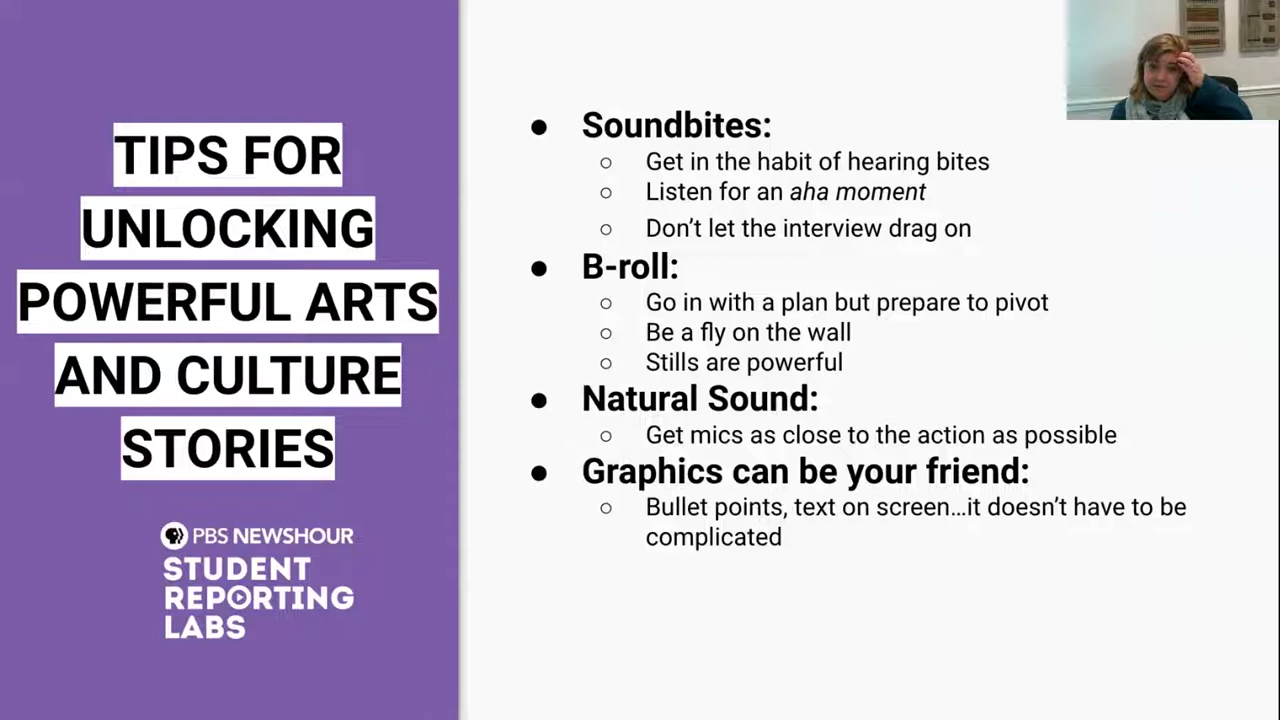 TIPS FOR
UNLOCKING
POWERFUL ARTS
AND CULTURE
STORIES
PBS NEWSHOUR
STUDENT
REPORTING
LABS
● Soundbites:
○ Get in the habit of hearing bites
○ Listen for an aha moment
○ Don’t let the interview drag on
● B-roll:
○ Go in with a plan but prepare to pivot
○ Be a fly on the wall
○ Stills are powerful
● Natural Sound:
○ Get mics as close to the action as possible
● Graphics can be your friend:
○ Bullet points, text on screen…it doesn’t have to be
complicated